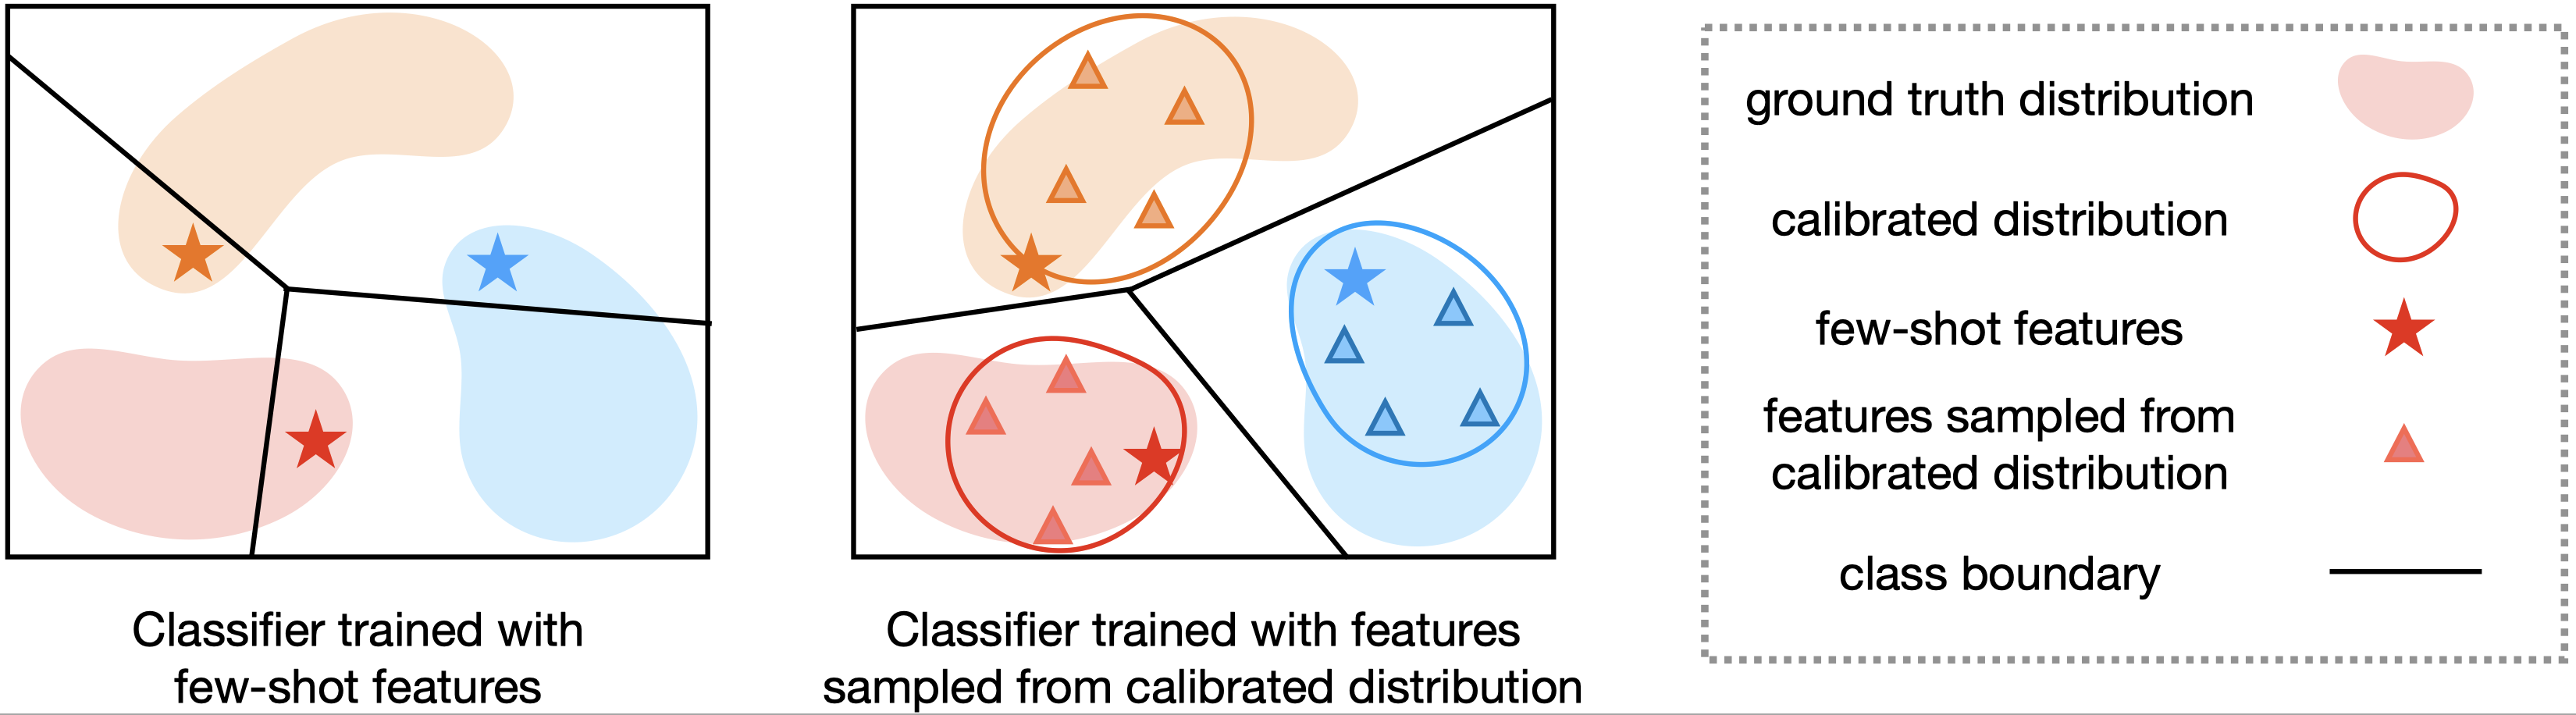 Classifier trained with
few-shot features
Classifier trained with features
sampled from calibrated distribution
ground truth distribution
calibrated distribution
few-shot features
features sampled from
calibrated distribution
class boundary